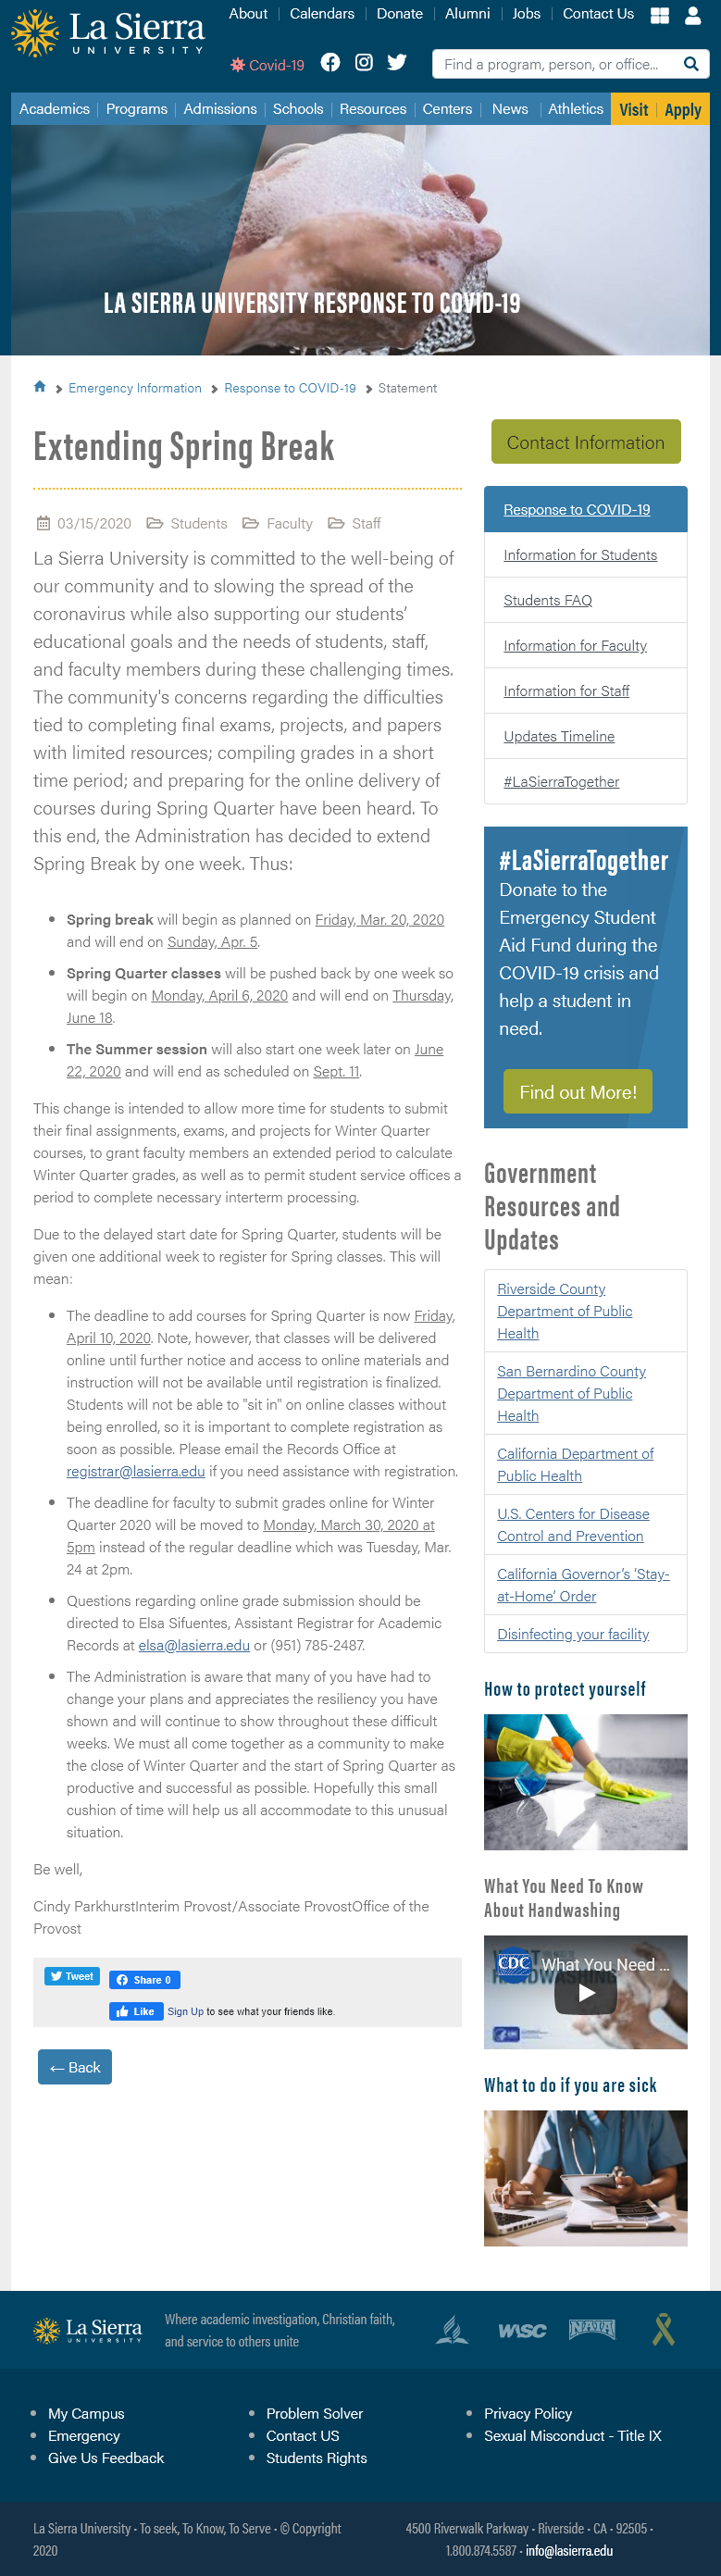 La Sierra
UNIVERSITY
About
Calendars
Donate
Alumni
Jobs
Contact Us
Covid-19
Find a program, person, or office...
Academics
Programs
Admissions
Schools
Resources
Centers
News
Athletics
Visit
Apply
LA SIERRA UNIVERSITY RESPONSE TO COVID-19
Emergency Information
Response to COVID-19
Statement
Extending Spring Break
03/15/2020 Students Faculty Staff
La Sierra University is committed to the well-being of
our community and to slowing the spread of the
coronavirus while also supporting our students’
educational goals and the needs of students, staff,
and faculty members during these challenging times.
The community's concerns regarding the difficulties
tied to completing final exams, projects, and papers
with limited resources; compiling grades in a short
time period; and preparing for the online delivery of
courses during Spring Quarter have been heard. To
this end, the Administration has decided to extend
Spring Break by one week. Thus:
Spring break will begin as planned on Friday, Mar. 20, 2020
and will end on Sunday, Apr. 5.
Spring Quarter classes will be pushed back by one week so
will begin on Monday, April 6, 2020 and will end on Thursday,
June 18.
The Summer session will also start one week later on June
22, 2020 and will end as scheduled on Sept. 11.
This change is intended to allow more time for students to submit
their final assignments, exams, and projects for Winter Quarter
courses, to grant faculty members an extended period to calculate
Winter Quarter grades, as well as to permit student service offices a
period to complete necessary interterm processing.
Due to the delayed start date for Spring Quarter, students will be
given one additional week to register for Spring classes. This will
mean:
The deadline to add courses for Spring Quarter is now Friday,
April 10, 2020. Note, however, that classes will be delivered
online until further notice and access to online materials and
instruction will not be available until registration is finalized.
Students will not be able to "sit in" on online classes without
being enrolled, so it is important to complete registration as
soon as possible. Please email the Records Office at
registrar@lasierra.edu if you need assistance with registration.
The deadline for faculty to submit grades online for Winter
Quarter 2020 will be moved to Monday, March 30, 2020 at
5pm instead of the regular deadline which was Tuesday, Mar.
24 at 2pm.
Questions regarding online grade submission should be
directed to Elsa Sifuentes, Assistant Registrar for Academic
Records at elsa@lasierra.edu or (951) 785-2487.
The Administration is aware that many of you have had to
change your plans and appreciates the resiliency you have
shown and will continue to show throughout these difficult
weeks. We must all come together as a community to make
the close of Winter Quarter and the start of Spring Quarter as
productive and successful as possible. Hopefully this small
cushion of time will help us all accommodate to this unusual
situation.
Be well,
Cindy ParkhurstInterim Provost/Associate ProvostOffice of the
Provost
Tweet
Share 0
Like Sign Up to see what your friends like.
← Back
Contact Information
Response to COVID-19
Information for Students
Students FAQ
Information for Faculty
Information for Staff
Updates Timeline
#LaSierraTogether
#LaSierraTogether
Donate to the
Emergency Student
Aid Fund during the
COVID-19 crisis and
help a student in
need.
Find out More!
Government
Resources and
Updates
Riverside County
Department of Public
Health
San Bernardino County
Department of Public
Health
California Department of
Public Health
U.S. Centers for Disease
Control and Prevention
California Governor’s ‘Stay-
at-Home’ Order
Disinfecting your facility
How to protect yourself
What You Need To Know
About Handwashing
CDC
What You Need ...
What to do if you are sick
La Sierra
UNIVERSITY
Where academic investigation, Christian faith,
and service to others unite
WASC
My Campus
Emergency
Give Us Feedback
Problem Solver
Contact US
Students Rights
Privacy Policy
Sexual Misconduct - Title IX
La Sierra University · To seek, To Know, To Serve · © Copyright
2020
4500 Riverwalk Parkway · Riverside · CA · 92505 ·
1.800.874.5587 · info@lasierra.edu